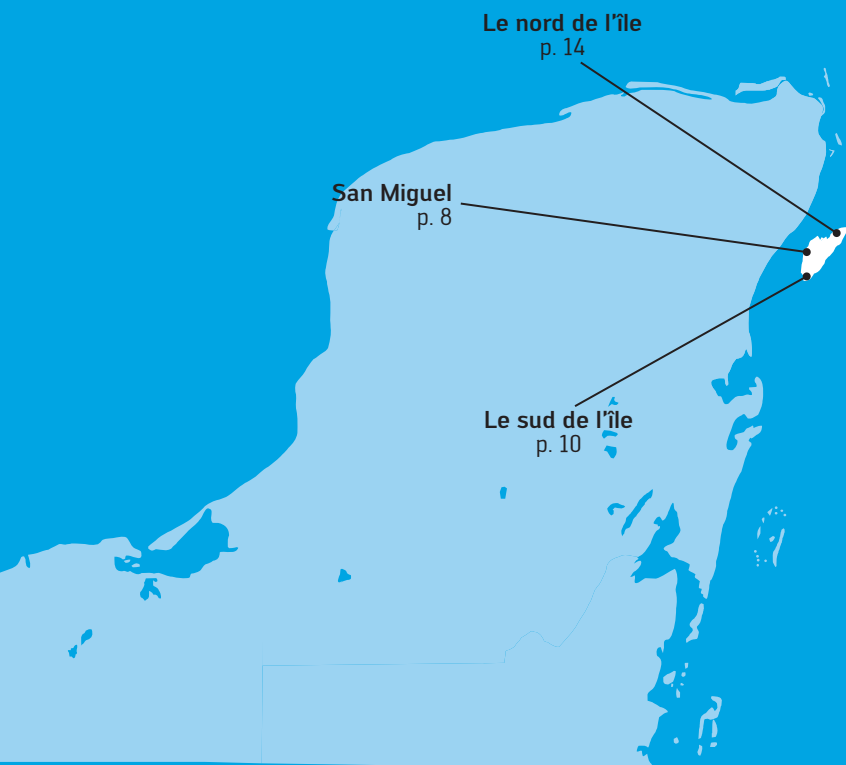 Le nord de l'île
p. 14
San Miguel
p. 8
Le sud de l'île
p. 10